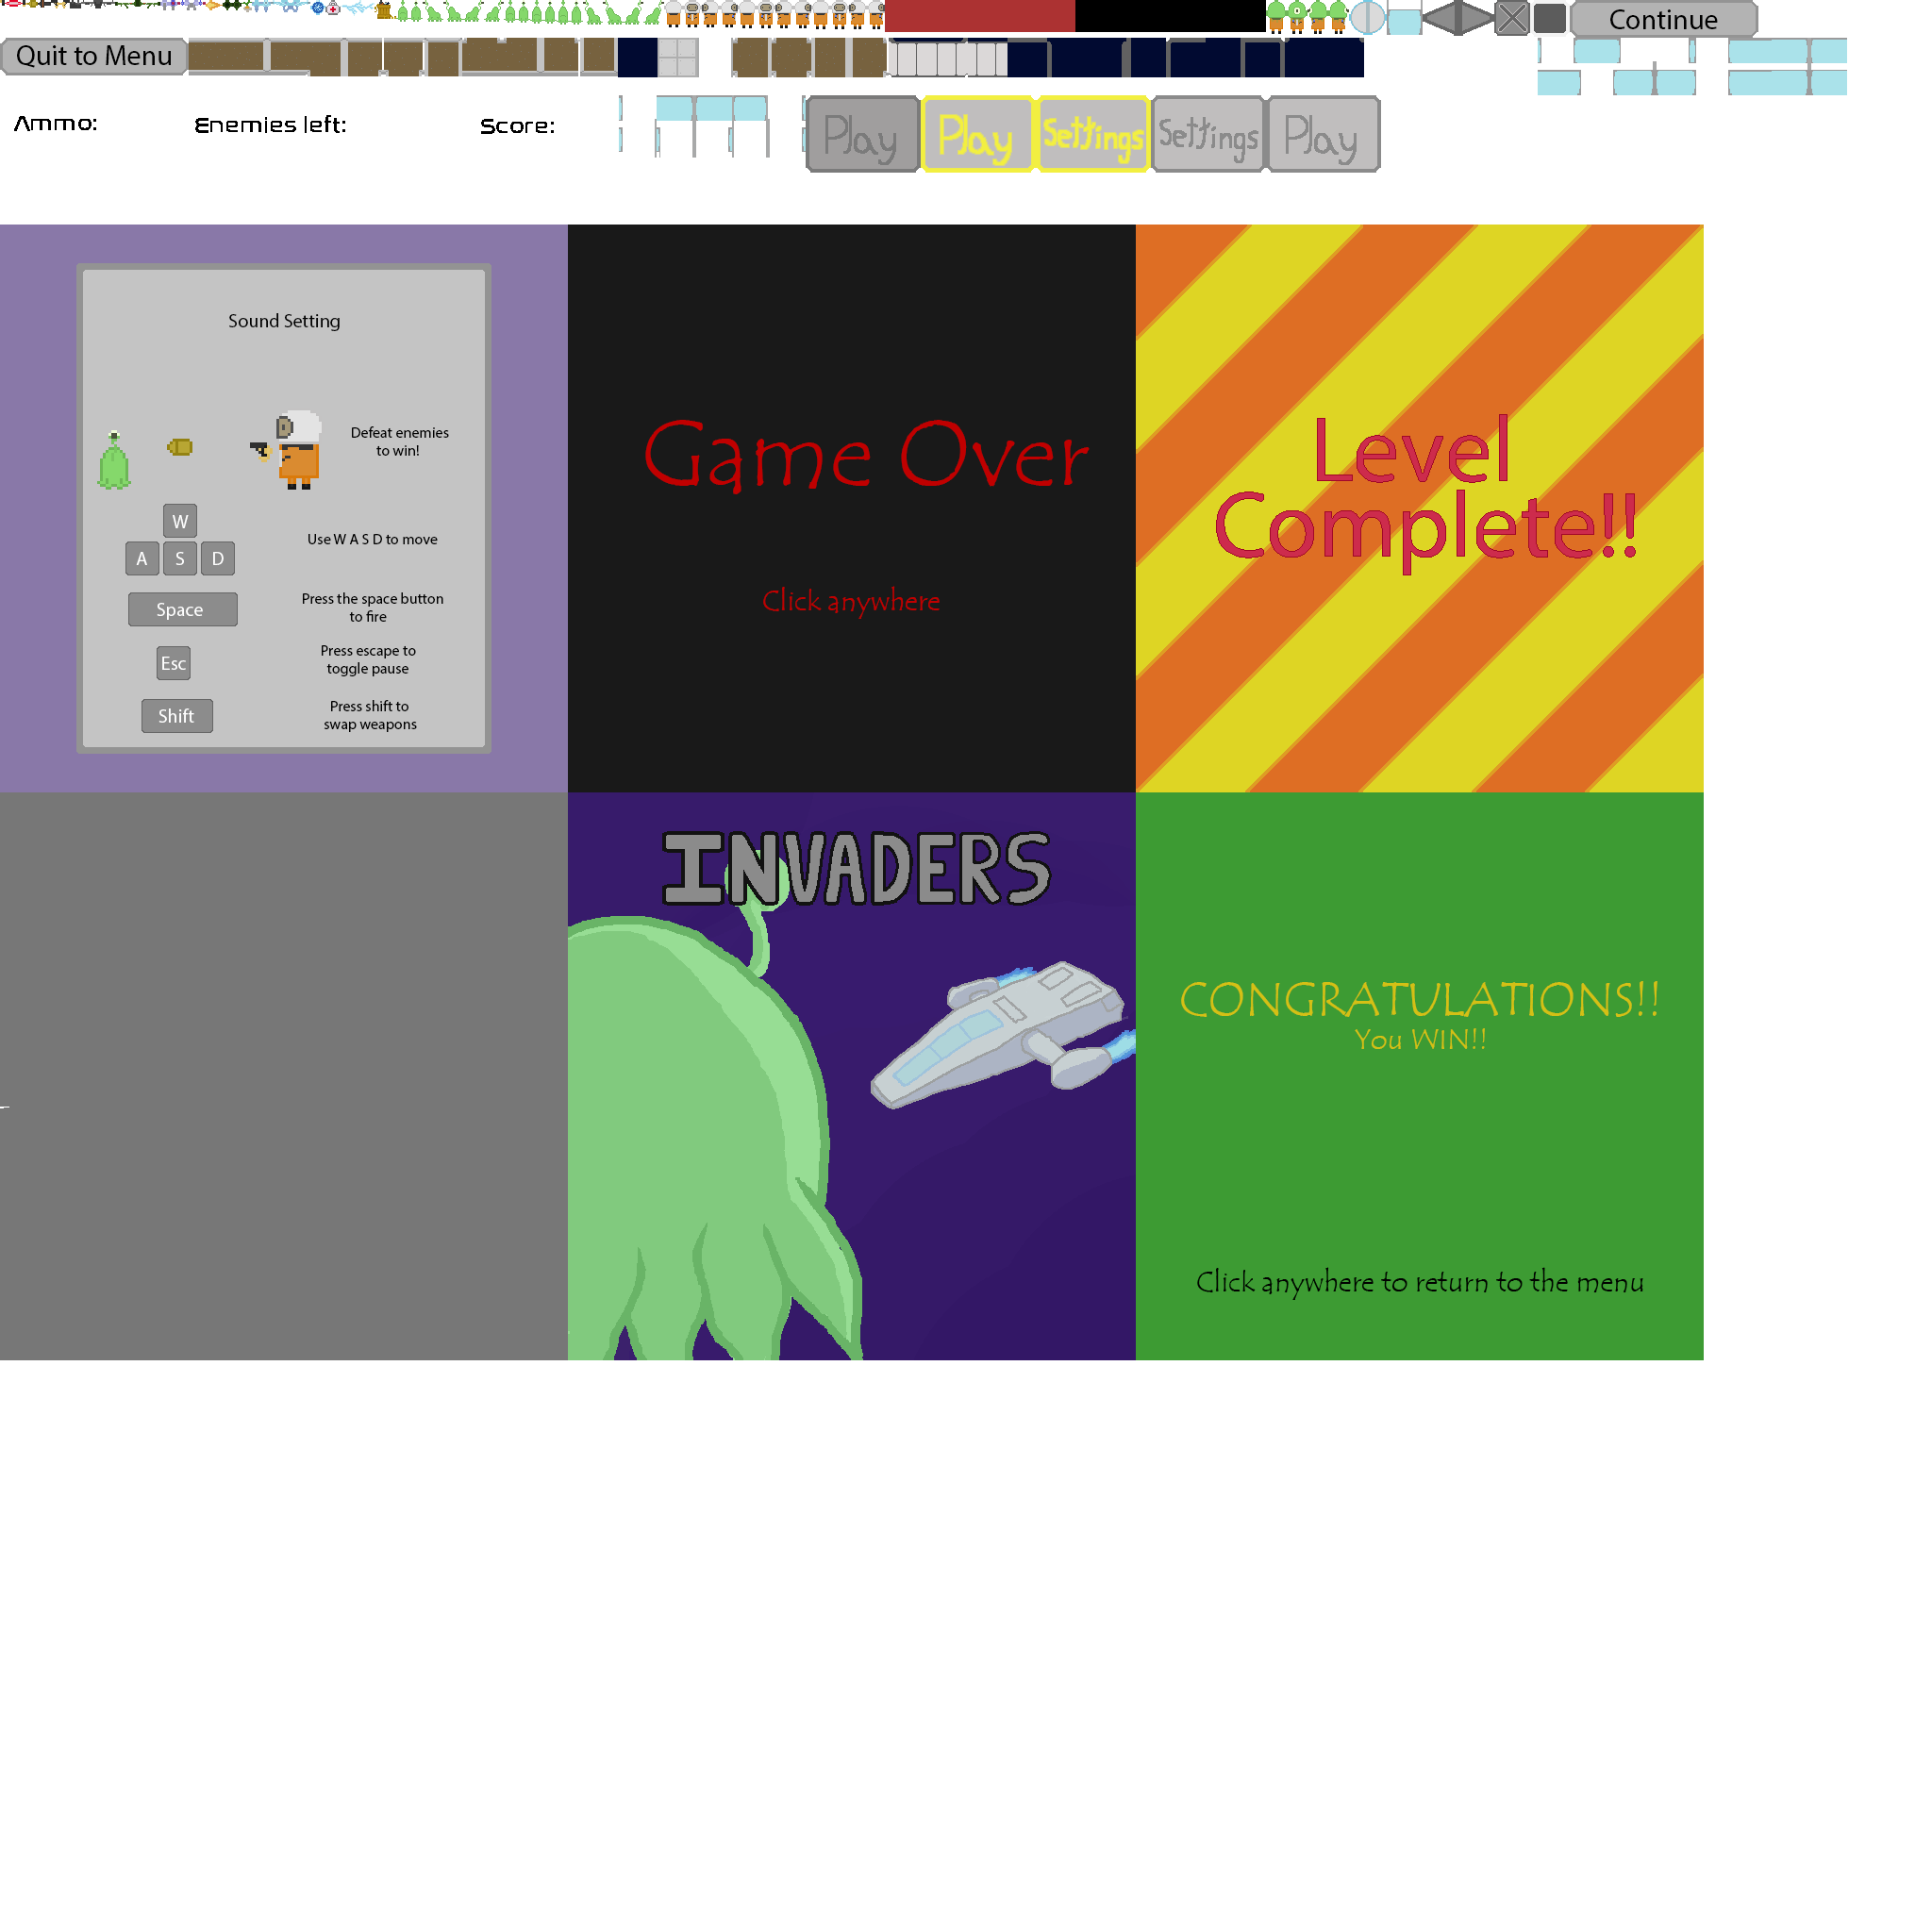 Continue
Quit to Menu
Ammo:
Enemies left:
Score:
Play
Play
Settings
Settings
Play
Sound Setting
Defeat enemies
to win!
W
A S D
Use W A S D to move
Space
Press the space button
to fire
Esc
Press escape to
toggle pause
Shift
Press shift to
swap weapons
Game Over
Click anywhere
Level
Complete!!
INVADERS
CONGRATULATIONS!!
You WIN!!
Click anywhere to return to the menu